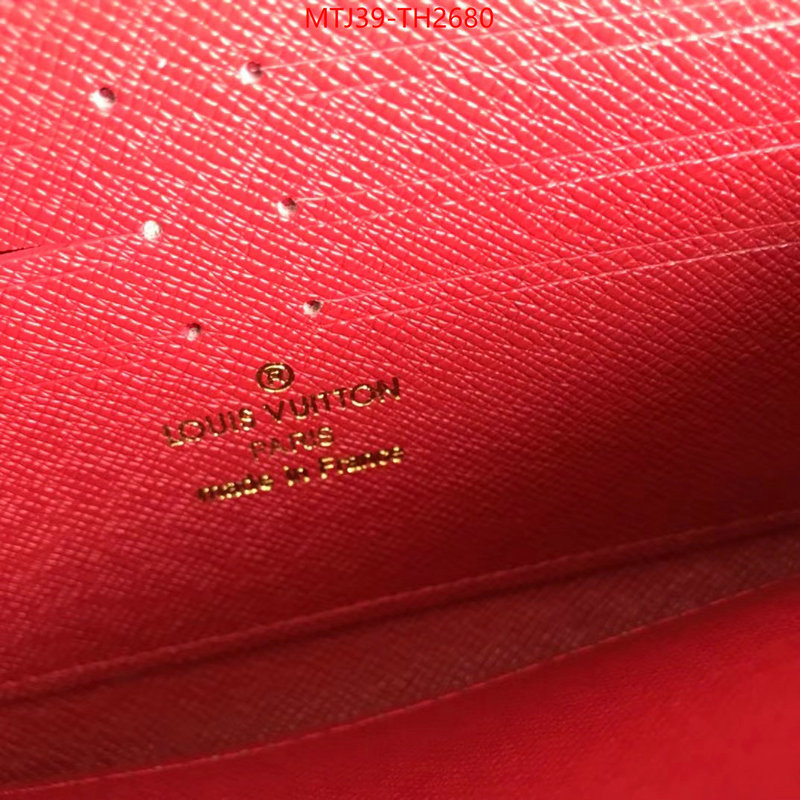 MTJ39-TH2680
®
LOUIS VUITTON
PARIS
made in France